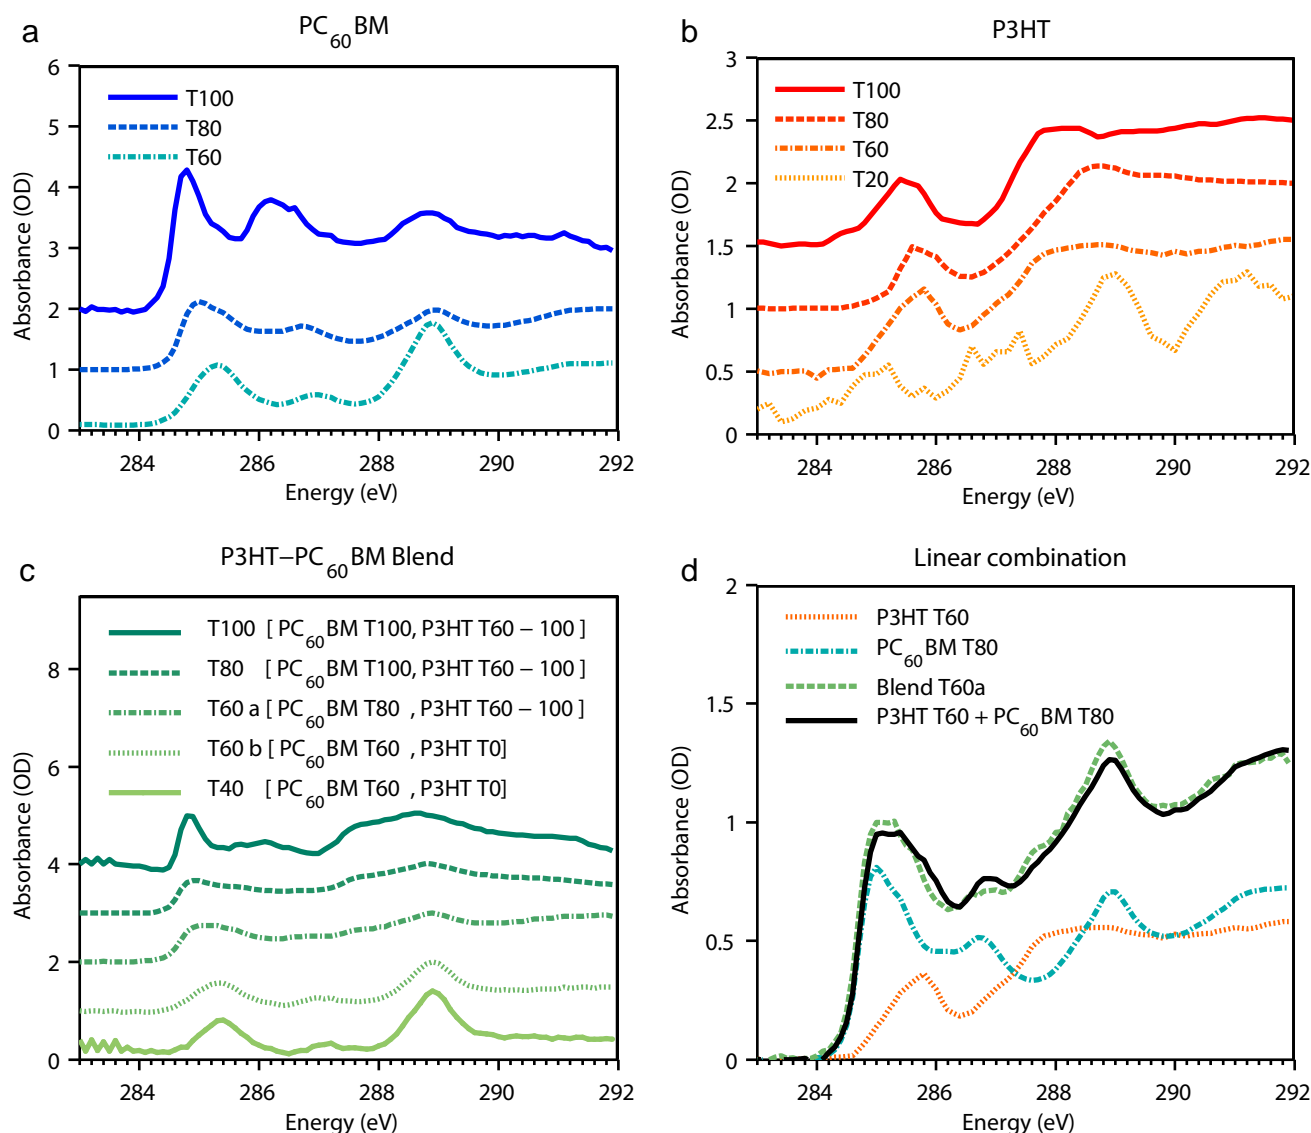 a
PC60BM
6
5
4
3
2
1
0
Absorbance (OD)
T100
T80
T60
284
286
288
290
292
Energy (eV)
b
P3HT
3
2.5
2
1.5
1
0.5
0
Absorbance (OD)
T100
T80
T60
T20
284
286
288
290
292
Energy (eV)
c
P3HT–PC60BM Blend
8
6
4
2
0
Absorbance (OD)
T100 [ PC60BM T100, P3HT T60 – 100 ]
T80 [ PC60BM T100, P3HT T60 – 100 ]
T60 a [ PC60BM T80 , P3HT T60 – 100 ]
T60 b [ PC60BM T60 , P3HT T0]
T40 [ PC60BM T60 , P3HT T0]
284
286
288
290
292
Energy (eV)
d
Linear combination
2
1.5
1
0.5
0
Absorbance (OD)
P3HT T60
PC60BM T80
Blend T60a
P3HT T60 + PC60BM T80
284
286
288
290
292
Energy (eV)